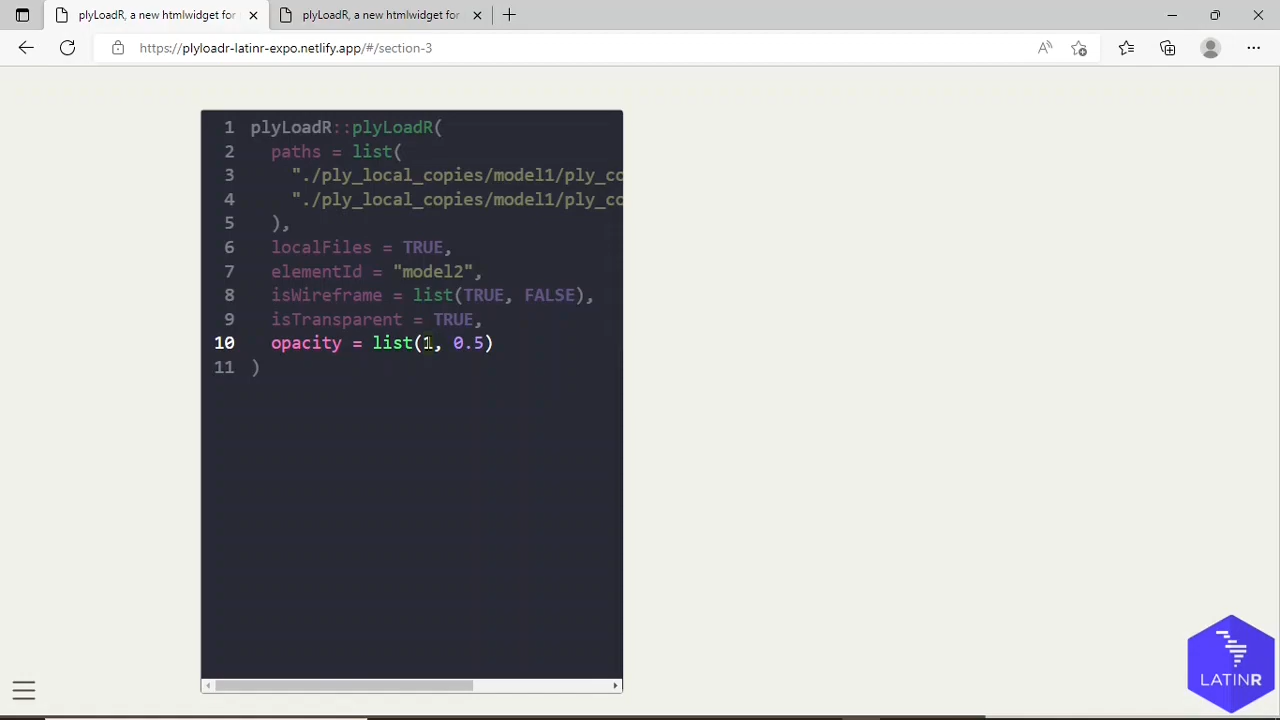 plyLoadR, a new htmlwidget for
plyLoadR, a new htmlwidget for
https://plyloadr-latinr-expo.netlify.app/#/section-3
1 plyLoadR::plyLoadR(
2 paths = list(
3 "./ply_local_copies/model1/ply_co
4 "./ply_local_copies/model1/ply_co
5 ),
6 localFiles = TRUE,
7 elementId = "model2",
8 isWireframe = list(TRUE, FALSE),
9 isTransparent = TRUE,
10 opacity = list(1, 0.5)
11 )
LATINR